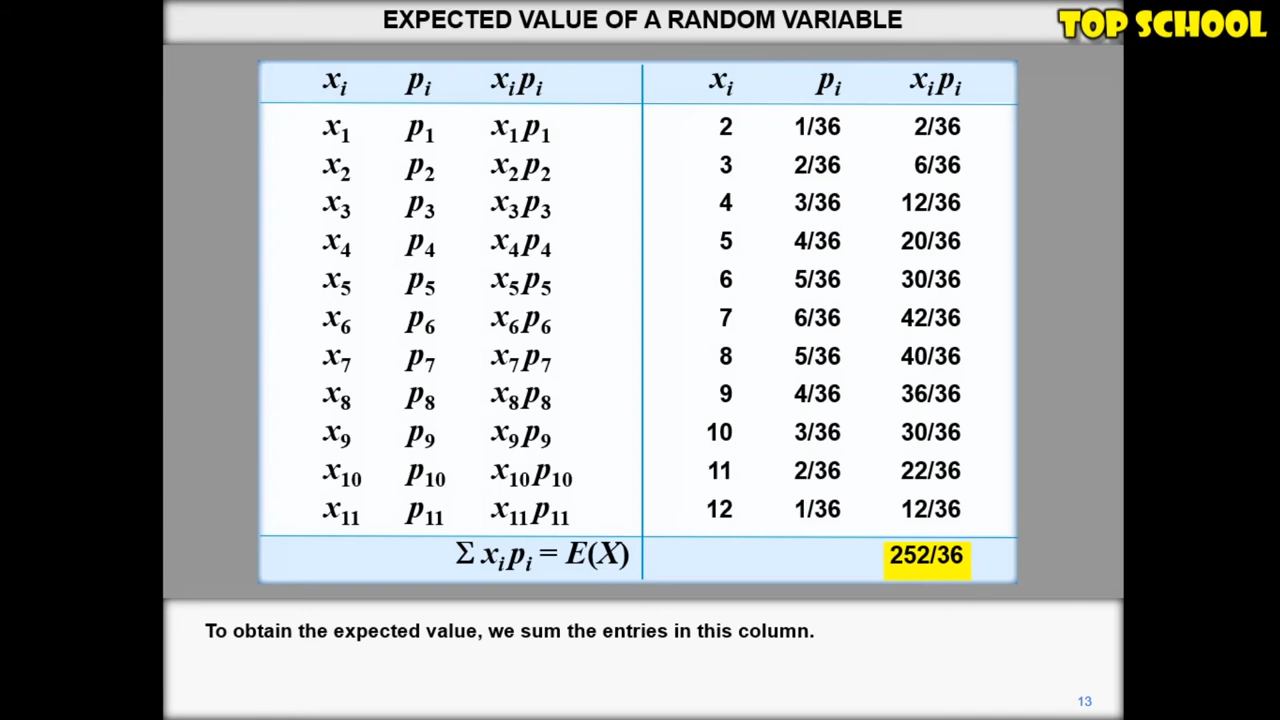 EXPECTED VALUE OF A RANDOM VARIABLE
TOP SCHOOL
xᵢ pᵢ xᵢpᵢ xᵢ pᵢ xᵢpᵢ
x₁ p₁ x₁p₁ 2 1/36 2/36
x₂ p₂ x₂p₂ 3 2/36 6/36
x₃ p₃ x₃p₃ 4 3/36 12/36
x₄ p₄ x₄p₄ 5 4/36 20/36
x₅ p₅ x₅p₅ 6 5/36 30/36
x₆ p₆ x₆p₆ 7 6/36 42/36
x₇ p₇ x₇p₇ 8 5/36 40/36
x₈ p₈ x₈p₈ 9 4/36 36/36
x₉ p₉ x₉p₉ 10 3/36 30/36
x₁₀ p₁₀ x₁₀p₁₀ 11 2/36 22/36
x₁₁ p₁₁ x₁₁p₁₁ 12 1/36 12/36
Σ xᵢpᵢ = E(X) 252/36
To obtain the expected value, we sum the entries in this column.
13